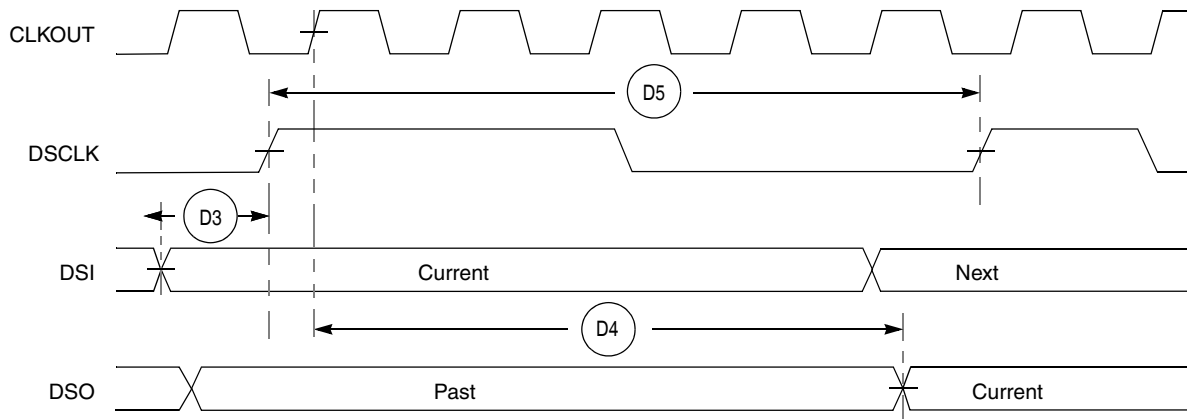 CLKOUT
D5
DSCLK
D3
DSI
Current
Next
D4
DSO
Past
Current